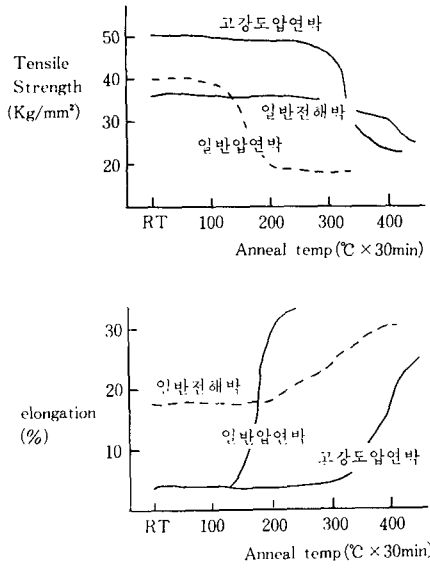 고강도압연박
50
Tensile
40
Strength
(Kg/mm²)
30
일반전해박
일반압연박
20
RT 100 200 300 400
Anneal temp(℃×30min)
30
일반전해박
20
elongation
(%)
일반압연박
고강도압연박
10
RT 100 200 300 400
Anneal temp(℃×30min)